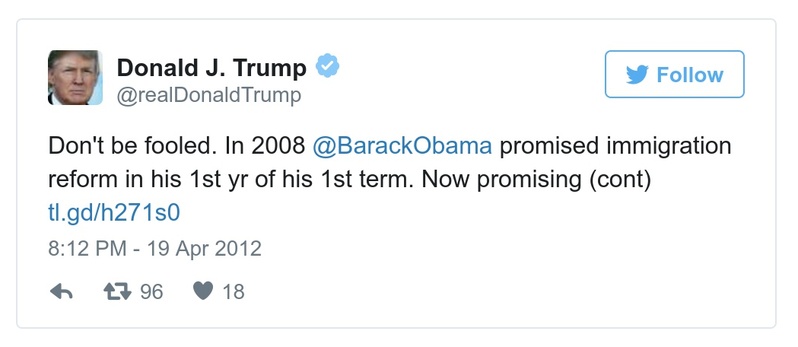 Donald J. Trump
@realDonaldTrump
Follow
Don't be fooled. In 2008 @BarackObama promised immigration
reform in his 1st yr of his 1st term. Now promising (cont)
tl.gd/h271s0
8:12 PM - 19 Apr 2012
96 18